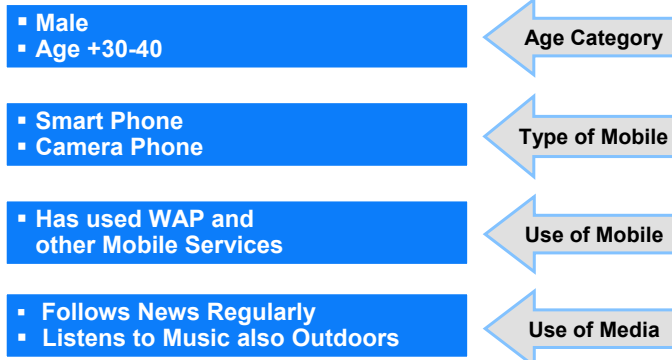 ▪ Male
▪ Age +30-40
Age Category
▪ Smart Phone
▪ Camera Phone
Type of Mobile
▪ Has used WAP and
other Mobile Services
Use of Mobile
▪ Follows News Regularly
▪ Listens to Music also Outdoors
Use of Media